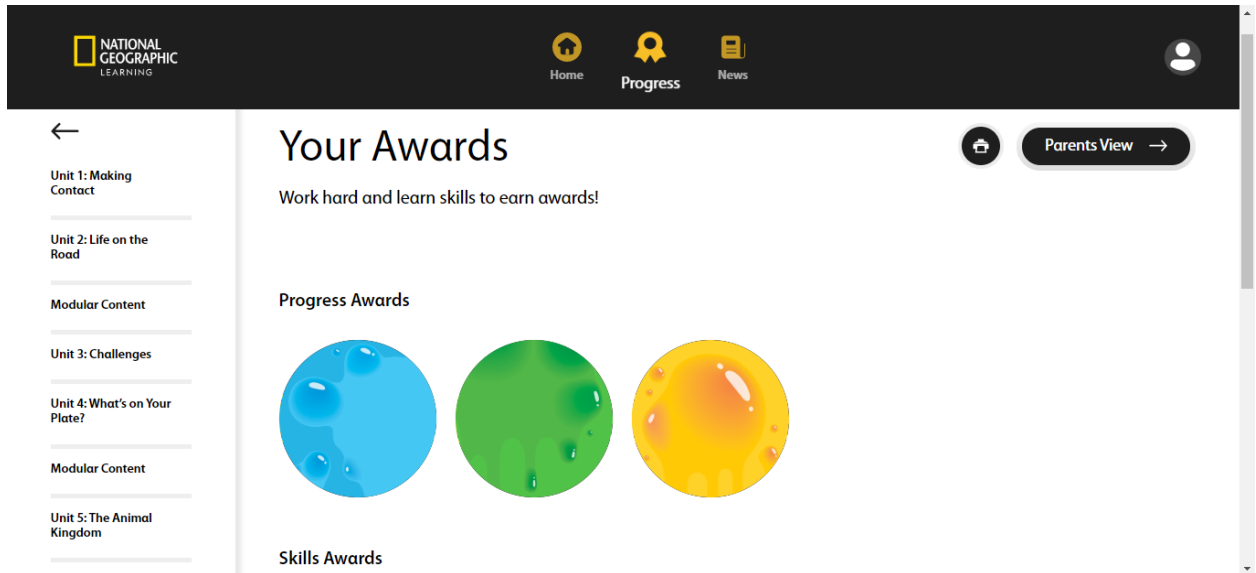 NATIONAL
GEOGRAPHIC
LEARNING
Home
Progress
News
Unit 1: Making
Contact
Unit 2: Life on the
Road
Modular Content
Unit 3: Challenges
Unit 4: What's on Your
Plate?
Modular Content
Unit 5: The Animal
Kingdom
Your Awards
Parents View
Work hard and learn skills to earn awards!
Progress Awards
Skills Awards